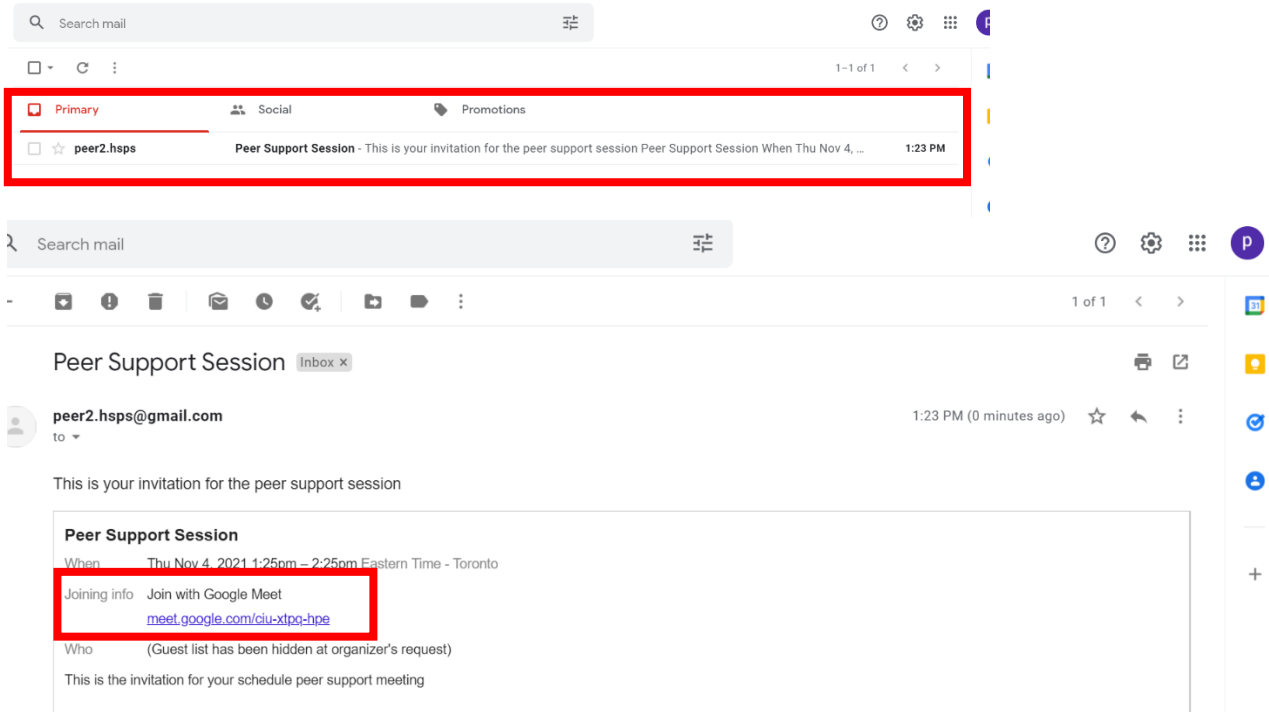 Search mail
1–1 of 1
Primary Social Promotions
peer2.hsps Peer Support Session - This is your invitation for the peer support session Peer Support Session When Thu Nov 4, ... 1:23 PM
Search mail
p
1 of 1
31
Peer Support Session Inbox x
peer2.hsps@gmail.com 1:23 PM (0 minutes ago)
to
This is your invitation for the peer support session
Peer Support Session
When Thu Nov 4, 2021 1:25pm – 2:25pm Eastern Time - Toronto
Joining info Join with Google Meet
meet.google.com/ciu-xtpq-hpe
Who (Guest list has been hidden at organizer's request)
This is the invitation for your schedule peer support meeting